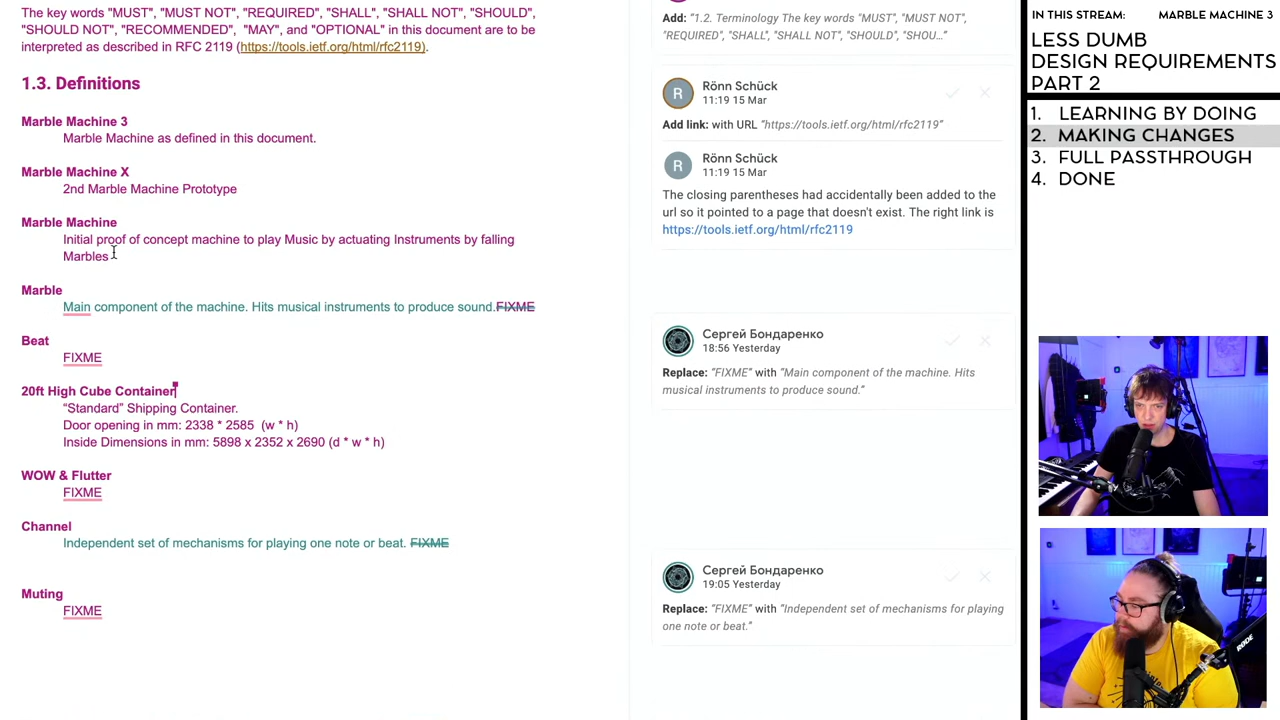 The key words "MUST", "MUST NOT", "REQUIRED", "SHALL", "SHALL NOT", "SHOULD",
"SHOULD NOT", "RECOMMENDED", "MAY", and "OPTIONAL" in this document are to be
interpreted as described in RFC 2119 (https://tools.ietf.org/html/rfc2119).
1.3. Definitions
Marble Machine 3
Marble Machine as defined in this document.
Marble Machine X
2nd Marble Machine Prototype
Marble Machine
Initial proof of concept machine to play Music by actuating Instruments by falling
Marbles
Marble
Main component of the machine. Hits musical instruments to produce sound.FIXME
Beat
FIXME
20ft High Cube Container
“Standard” Shipping Container.
Door opening in mm: 2338 * 2585 (w * h)
Inside Dimensions in mm: 5898 x 2352 x 2690 (d * w * h)
WOW & Flutter
FIXME
Channel
Independent set of mechanisms for playing one note or beat. FIXME
Muting
FIXME
Add: “1.2. Terminology The key words "MUST", "MUST NOT",
"REQUIRED", "SHALL", "SHALL NOT", "SHOULD", "SHOU...”
R
Rönn Schück
11:19 15 Mar
Add link: with URL “https://tools.ietf.org/html/rfc2119”
R
Rönn Schück
11:19 15 Mar
The closing parentheses had accidentally been added to the
url so it pointed to a page that doesn't exist. The right link is
https://tools.ietf.org/html/rfc2119
Сергей Бондаренко
18:56 Yesterday
Replace: “FIXME” with “Main component of the machine. Hits
musical instruments to produce sound.”
Сергей Бондаренко
19:05 Yesterday
Replace: “FIXME” with “Independent set of mechanisms for playing
one note or beat.”
IN THIS STREAM: MARBLE MACHINE 3
LESS DUMB
DESIGN REQUIREMENTS
PART 2
1. LEARNING BY DOING
2. MAKING CHANGES
3. FULL PASSTHROUGH
4. DONE
RODE